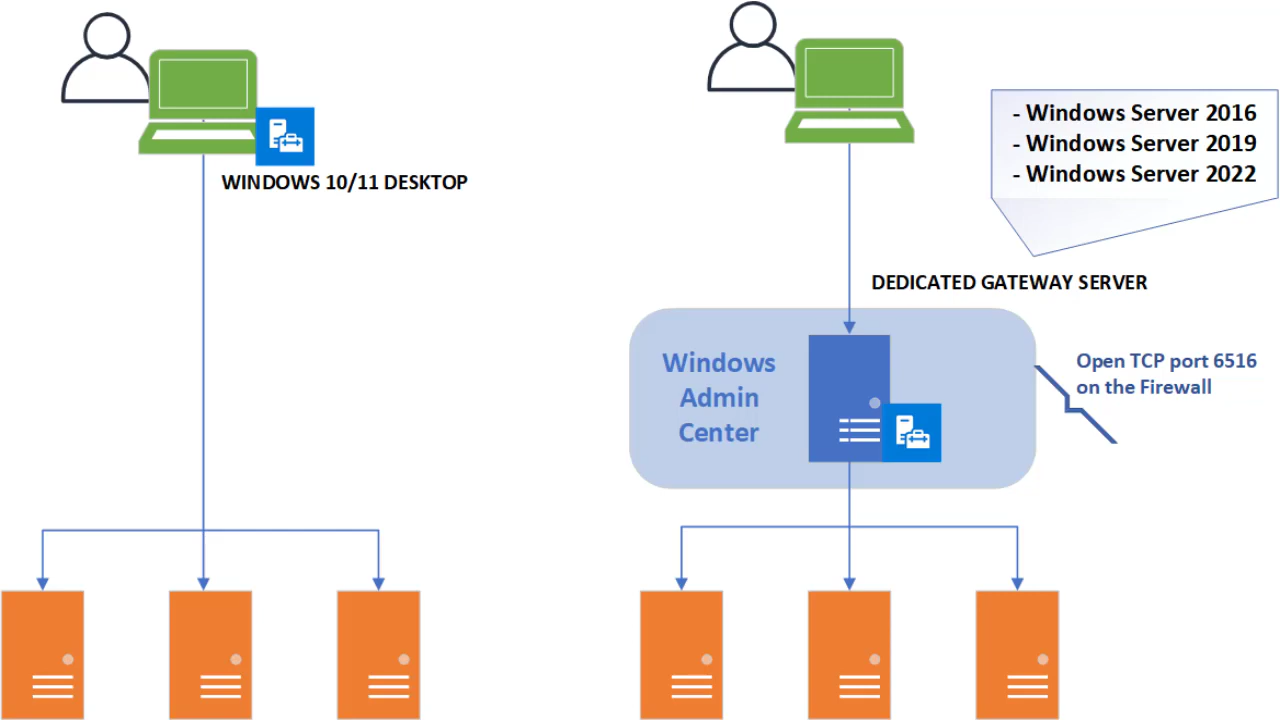 WINDOWS 10/11 DESKTOP
- Windows Server 2016
- Windows Server 2019
- Windows Server 2022
DEDICATED GATEWAY SERVER
Windows
Admin
Center
Open TCP port 6516
on the Firewall